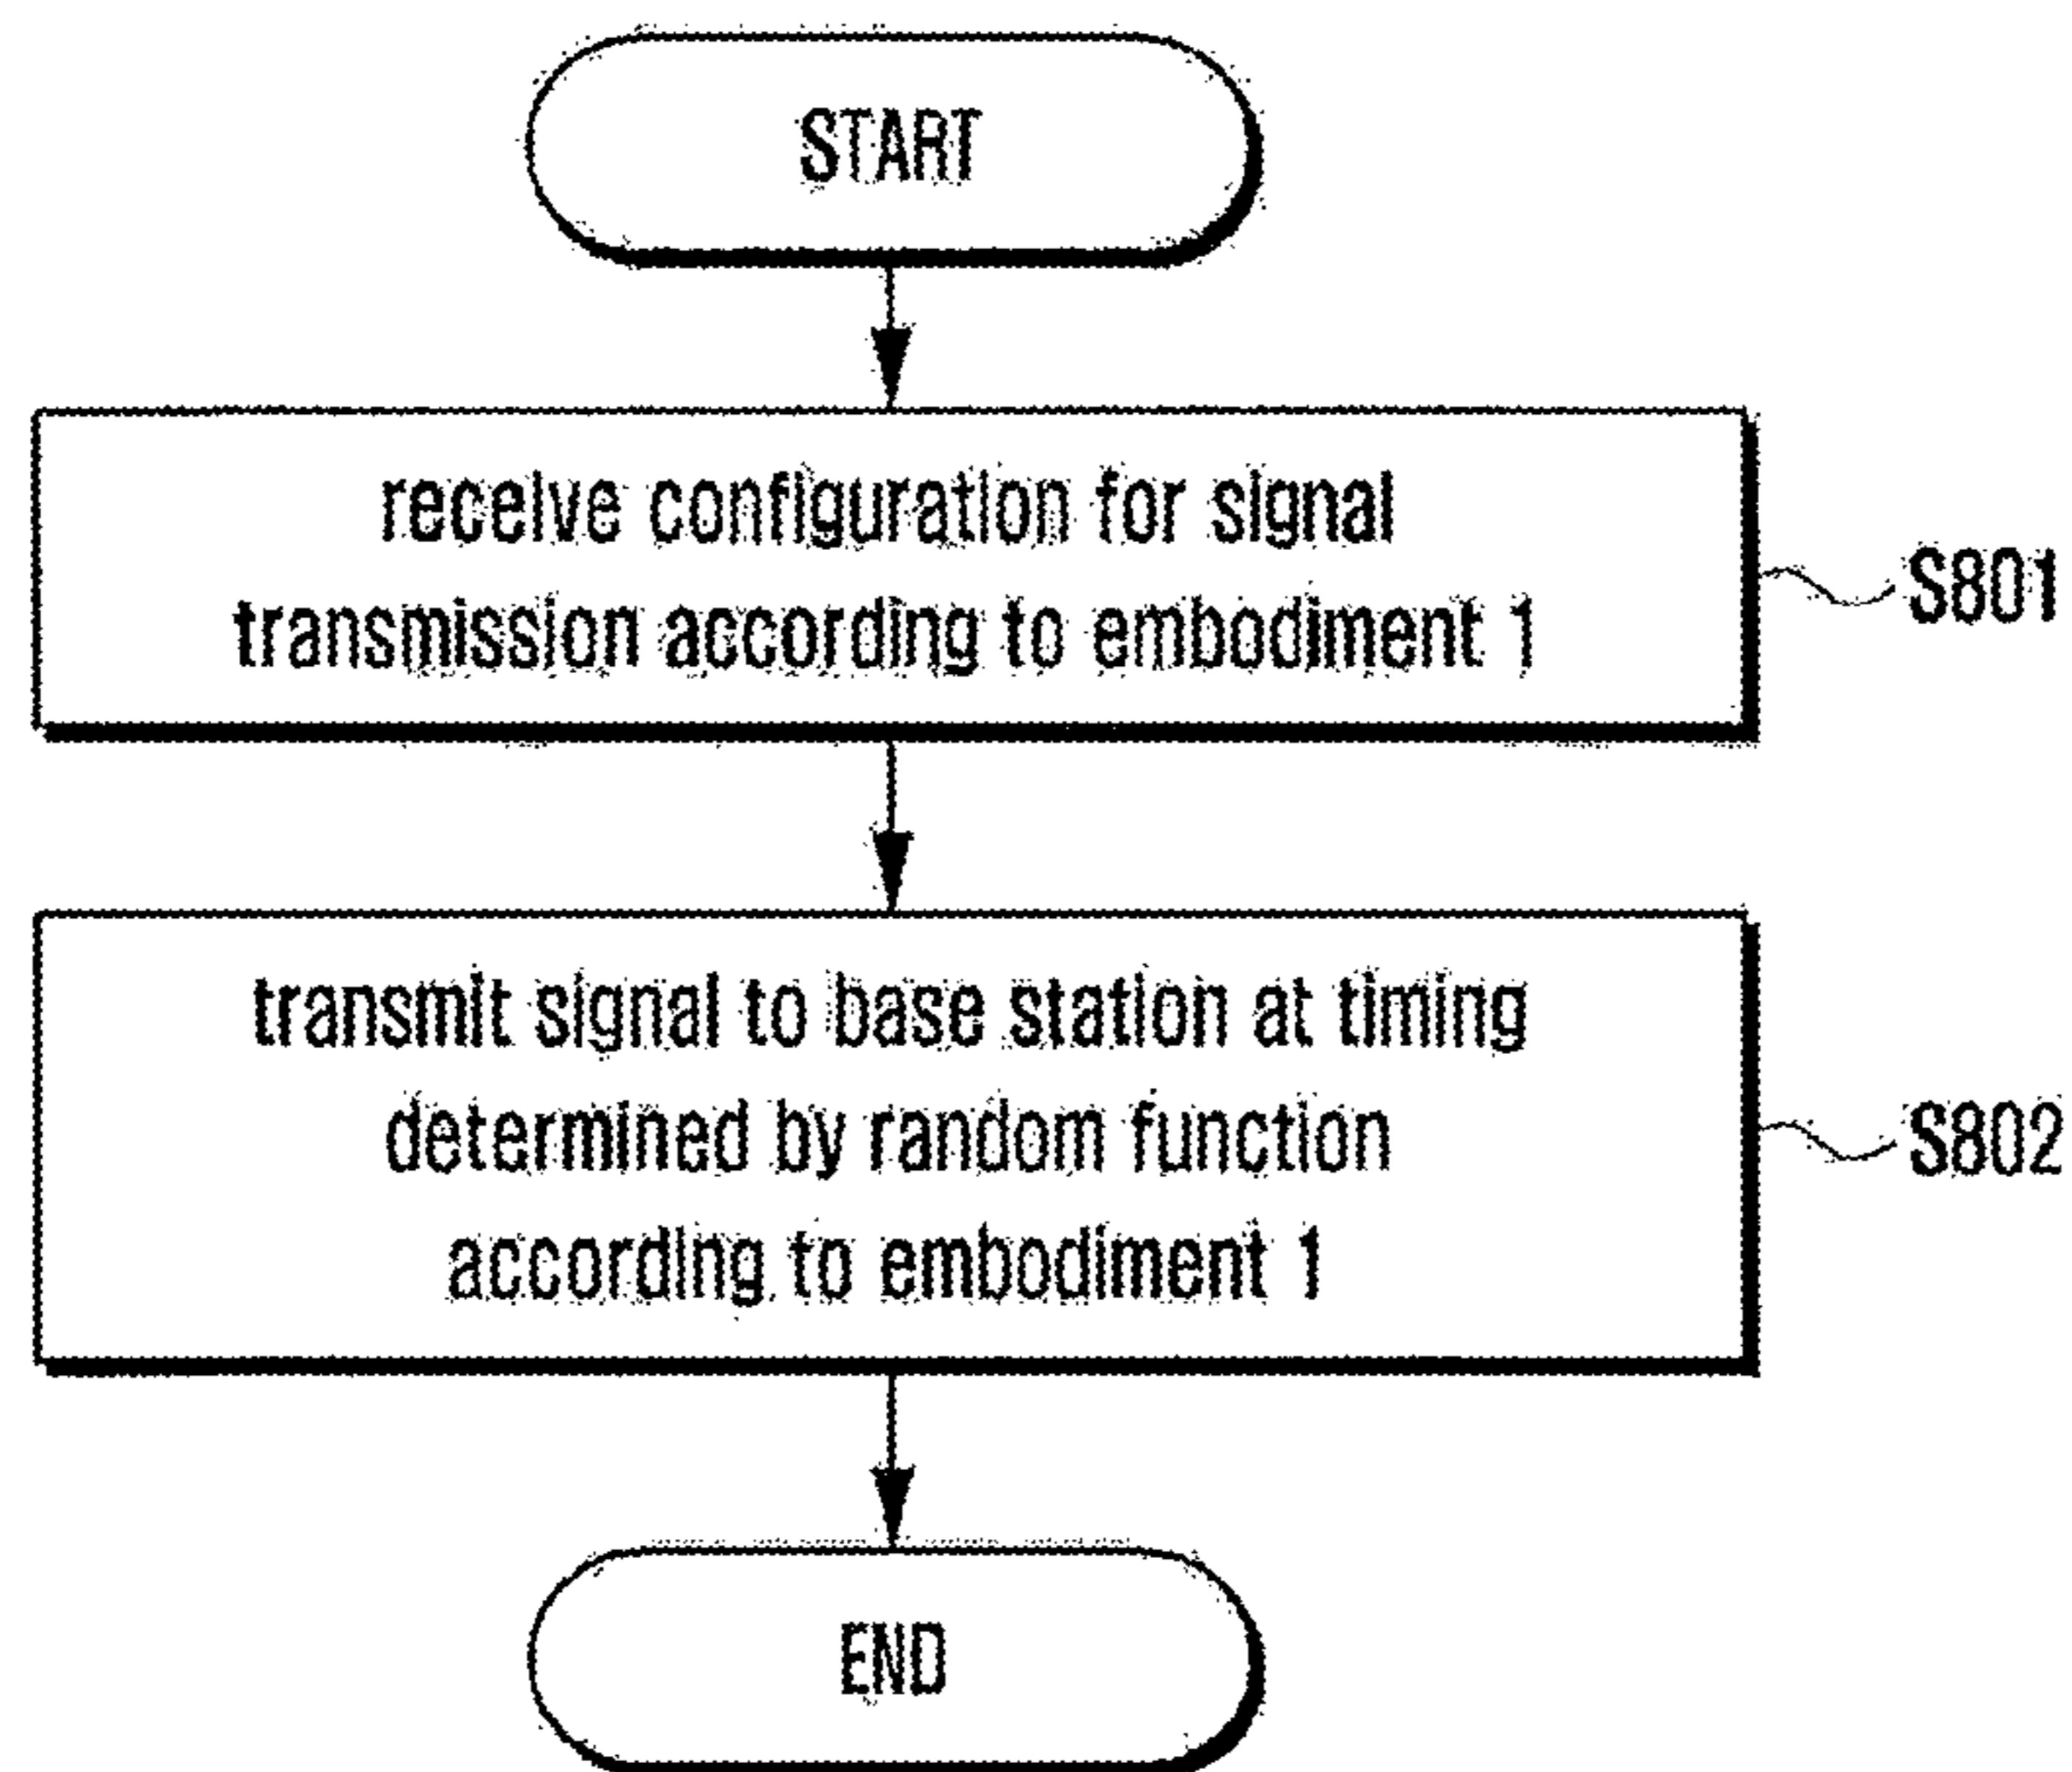 START
receive configuration for signal
transmission according to embodiment 1
S801
transmit signal to base station at timing
determined by random function
according to embodiment 1
S802
END